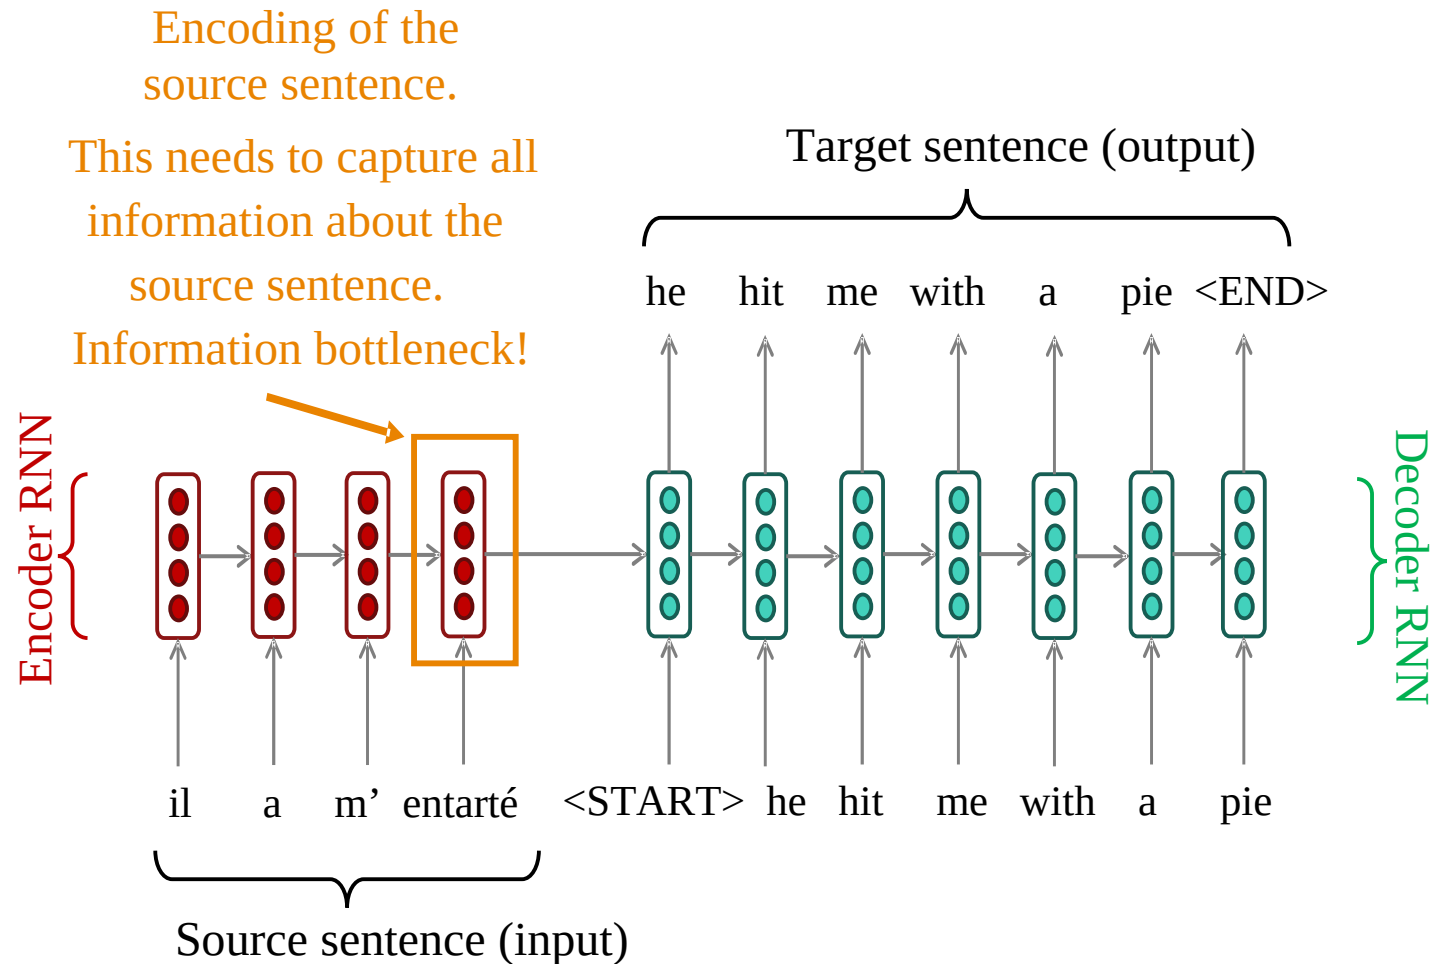 Encoding of the
source sentence.
This needs to capture all
information about the
source sentence.
Information bottleneck!
Target sentence (output)
he hit me with a pie <END>
Encoder RNN
Decoder RNN
il a m’ entarté <START> he hit me with a pie
Source sentence (input)